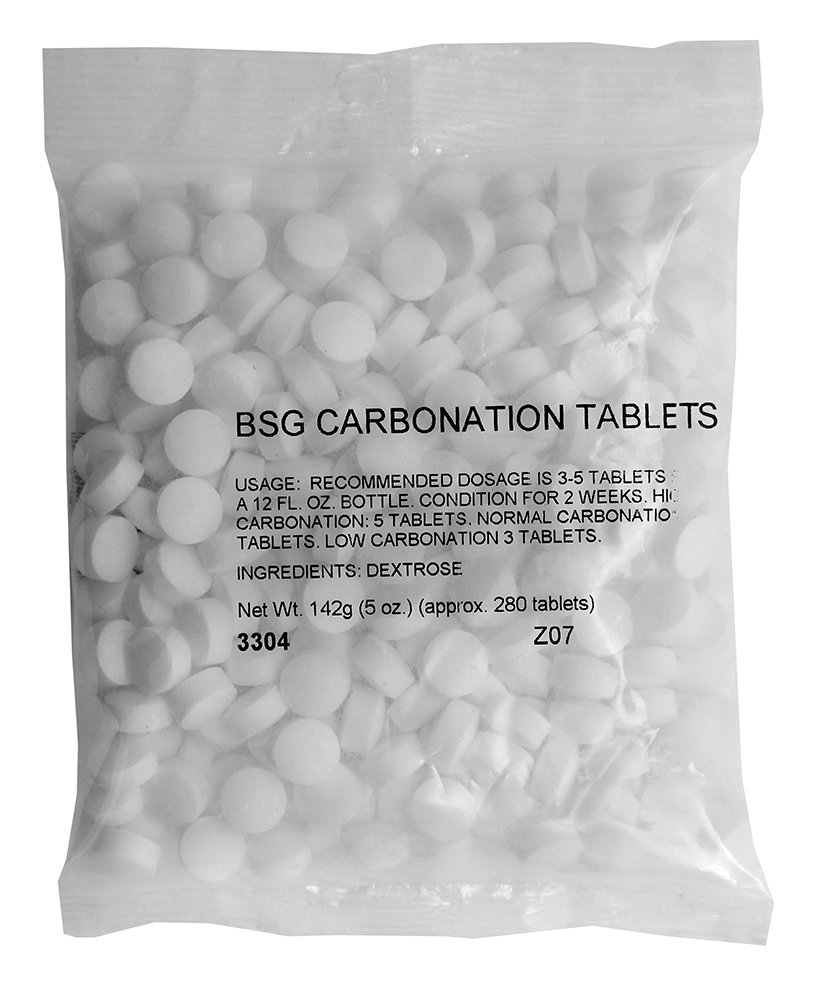 BSG CARBONATION TABLETS
USAGE: RECOMMENDED DOSAGE IS 3-5 TABLETS
A 12 FL. OZ. BOTTLE. CONDITION FOR 2 WEEKS.
CARBONATION: 5 TABLETS. NORMAL CARBONATIO
TABLETS. LOW CARBONATION 3 TABLETS.
INGREDIENTS: DEXTROSE
Net Wt. 142g (5 oz.) (approx. 280 tablets)
3304 Z07